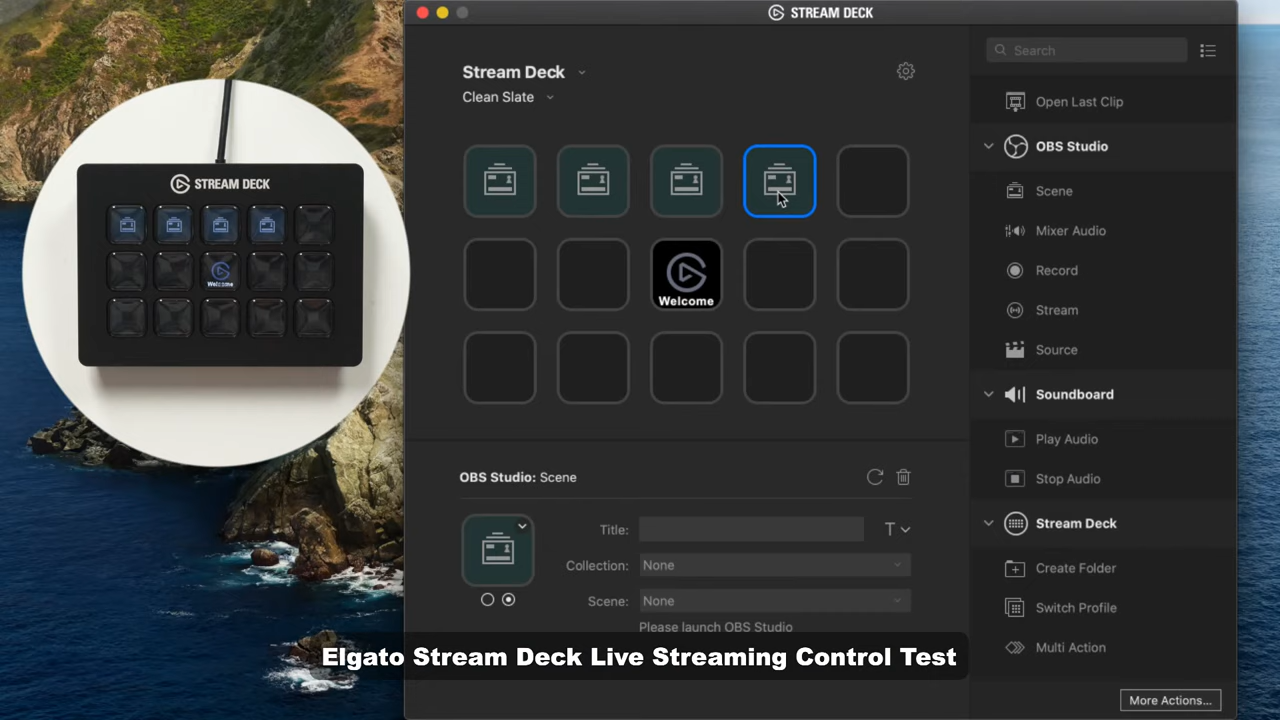 STREAM DECK
Search
Stream Deck
Clean Slate
Open Last Clip
OBS Studio
Scene
Mixer Audio
Record
Stream
Source
Soundboard
Play Audio
Stop Audio
Stream Deck
Create Folder
Switch Profile
Multi Action
More Actions...
STREAM DECK
Welcome
Welcome
OBS Studio: Scene
Title:
T
Collection: None
Scene: None
Please launch OBS Studio
Elgato Stream Deck Live Streaming Control Test